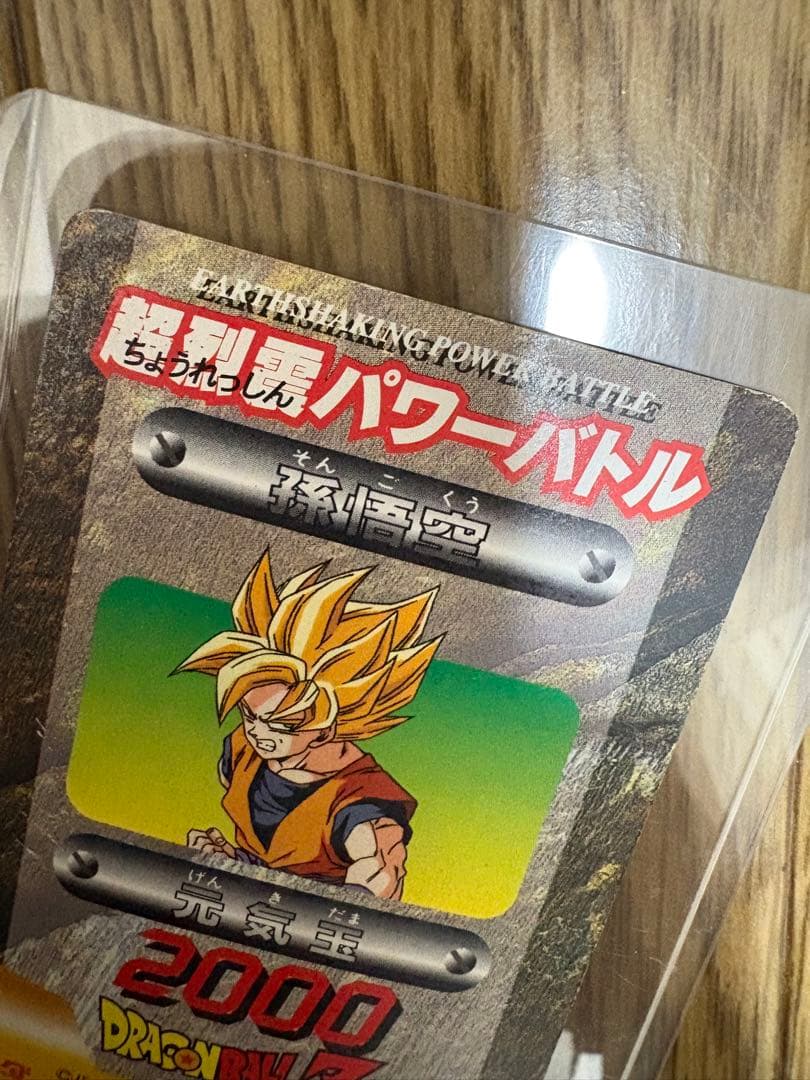 EARTHSHAKING POWER BATTLE
超烈震パワーバトル
ちょうれっしん
そんごくう
孫悟空
げんきだま
元気玉
2000
DRAGON BALL Z